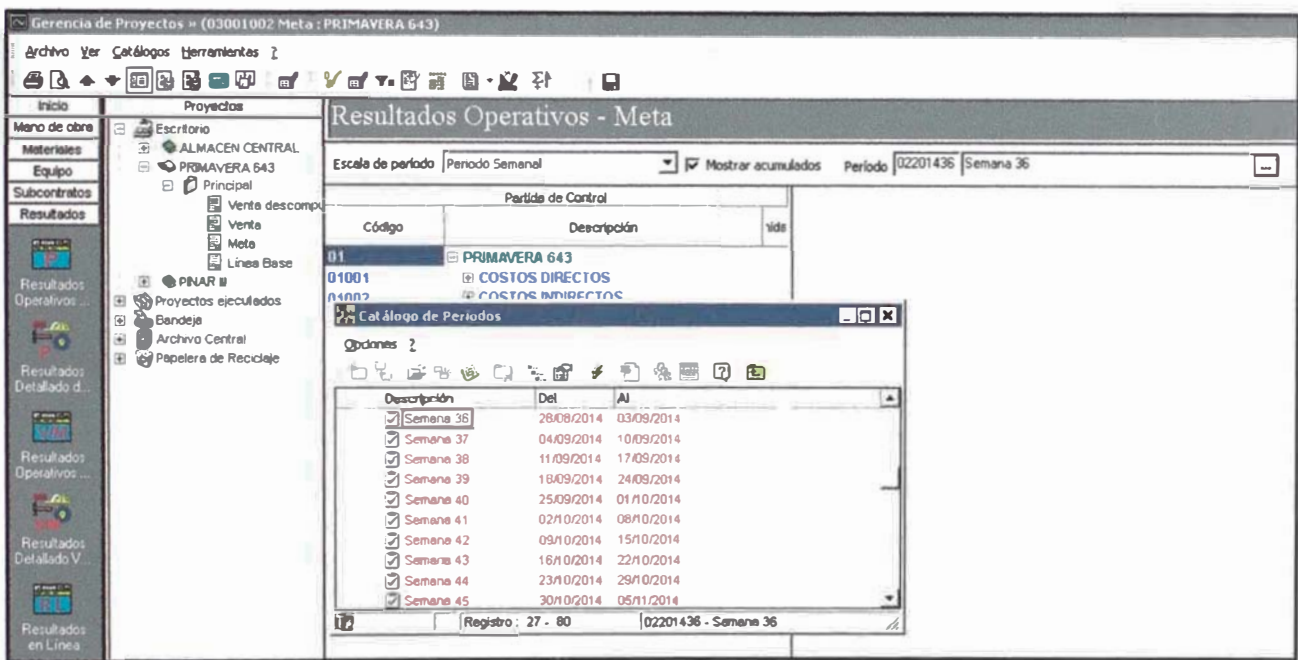 Gerencia de Proyectos » (03001002 Meta : PRIMAVERA 643)
Archivo Ver Catálogos Herramientas ?
Inicio
Mano de obra
Materiales
Equipo
Subcontratos
Resultados
Resultados
Operativos ...
Resultados
Detallado d...
Resultados
Operativos ...
Resultados
Detallado V...
Resultados
en Línea
Proyectos
Escritorio
ALMACEN CENTRAL
PRIMAVERA 643
Principal
Venta descompu
Venta
Meta
Línea Base
PINAR III
Proyectos ejecutados
Bandeja
Archivo Central
Papelera de Reciclaje
Resultados Operativos - Meta
Escala de período Periodo Semanal Mostrar acumulados Período 02201436 Semana 36 ...
Partida de Control
Código Descripción nida
01 PRIMAVERA 643
01001 COSTOS DIRECTOS
01002 COSTOS INDIRECTOS
Catálogo de Periodos
Opciones ?
Descripción Del Al
Semana 36 28/08/2014 03/09/2014
Semana 37 04/09/2014 10/09/2014
Semana 38 11/09/2014 17/09/2014
Semana 39 18/09/2014 24/09/2014
Semana 40 25/09/2014 01/10/2014
Semana 41 02/10/2014 08/10/2014
Semana 42 09/10/2014 15/10/2014
Semana 43 16/10/2014 22/10/2014
Semana 44 23/10/2014 29/10/2014
Semana 45 30/10/2014 05/11/2014
Registro : 27 - 80 02201436 - Semana 36